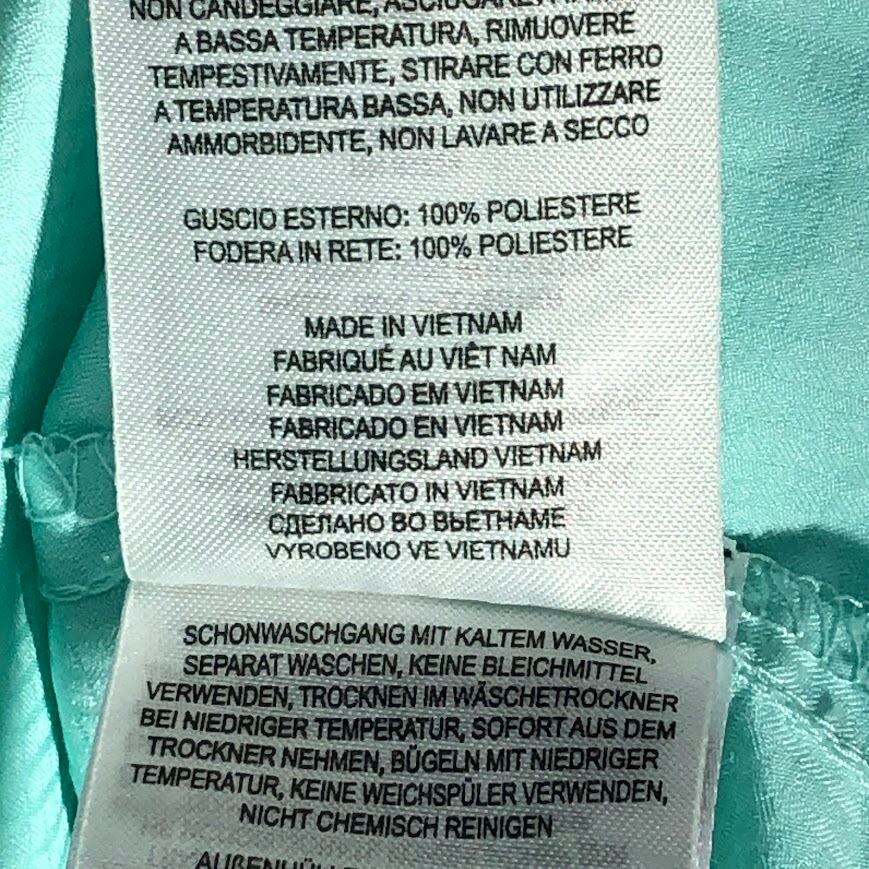 NON CANDEGGIARE, ASCIUGARE
A BASSA TEMPERATURA, RIMUOVERE
TEMPESTIVAMENTE, STIRARE CON FERRO
A TEMPERATURA BASSA, NON UTILIZZARE
AMMORBIDENTE, NON LAVARE A SECCO
GUSCIO ESTERNO: 100% POLIESTERE
FODERA IN RETE: 100% POLIESTERE
MADE IN VIETNAM
FABRIQUÉ AU VIÊT NAM
FABRICADO EM VIETNAM
FABRICADO EN VIETNAM
HERSTELLUNGSLAND VIETNAM
FABBRICATO IN VIETNAM
СДЕЛАНО ВО ВЬЕТНАМЕ
VYROBENO VE VIETNAMU
SCHONWASCHGANG MIT KALTEM WASSER,
SEPARAT WASCHEN, KEINE BLEICHMITTEL
VERWENDEN, TROCKNEN IM WÄSCHETROCKNER
BEI NIEDRIGER TEMPERATUR, SOFORT AUS DEM
TROCKNER NEHMEN, BÜGELN MIT NIEDRIGER
TEMPERATUR, KEINE WEICHSPÜLER VERWENDEN,
NICHT CHEMISCH REINIGEN